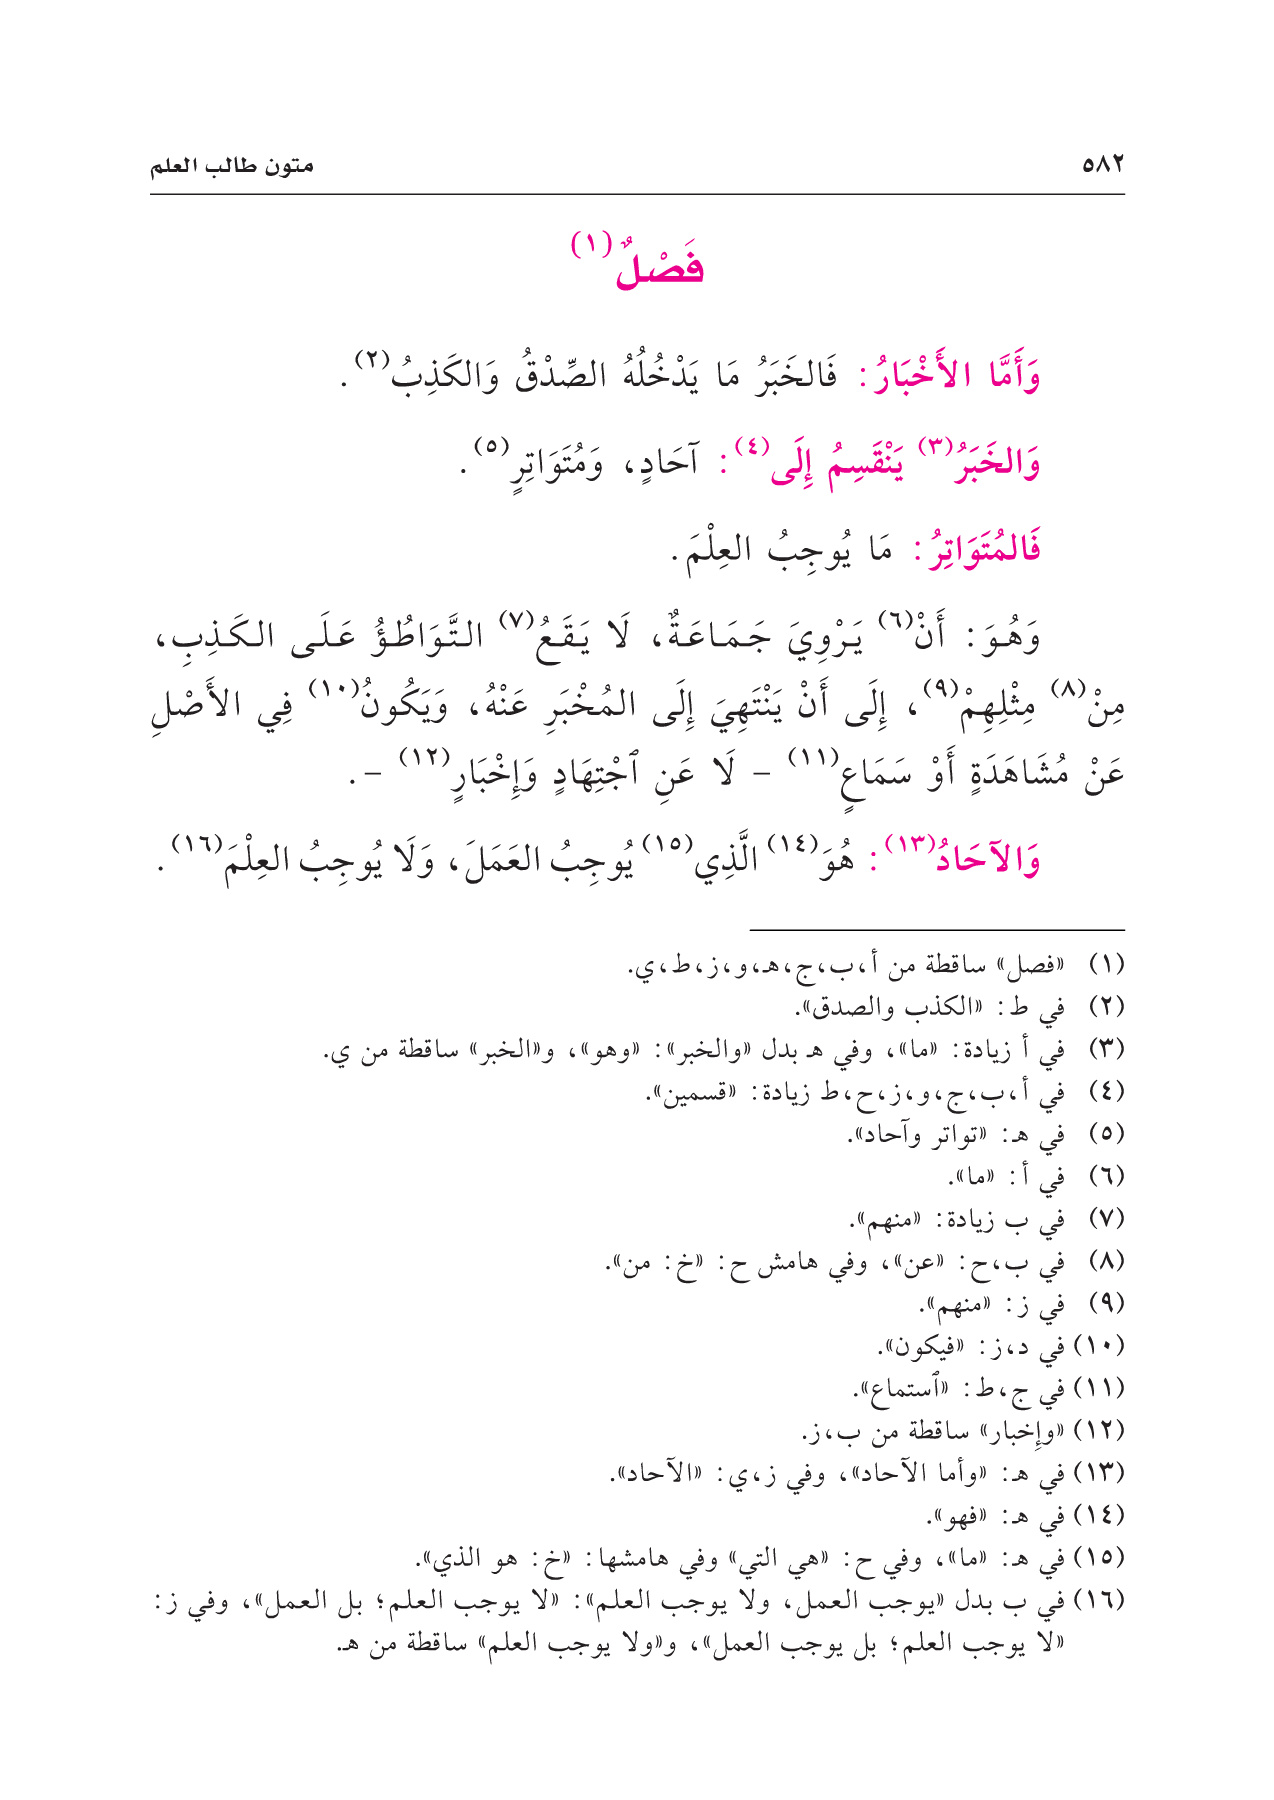 ٥٨٢ متون طالب العلم
فَصْلٌ(١)
وَأَمَّا الأَخْبَارُ: فَالخَبَرُ مَا يَدْخُلُهُ الصِّدْقُ وَالكَذِبُ(٢).
وَالخَبَرُ(٣) يَنْقَسِمُ إِلَى(٤): آحَادٍ، وَمُتَوَاتِرٍ(٥).
فَالمُتَوَاتِرُ: مَا يُوجِبُ العِلْمَ.
وَهُوَ: أَنْ(٦) يَرْوِيَ جَمَاعَةٌ، لَا يَقَعُ(٧) التَّوَاطُؤُ عَلَى الكَذِبِ،
مِنْ(٨) مِثْلِهِمْ(٩)، إِلَى أَنْ يَنْتَهِيَ إِلَى المُخْبَرِ عَنْهُ، وَيَكُونُ(١٠) فِي الأَصْلِ
عَنْ مُشَاهَدَةٍ أَوْ سَمَاعٍ(١١) – لَا عَنِ ٱجْتِهَادٍ وَإِخْبَارٍ(١٢) –.
وَالآحَادُ(١٣): هُوَ(١٤) الَّذِي(١٥) يُوجِبُ العَمَلَ، وَلَا يُوجِبُ العِلْمَ(١٦).
(١) «فصل» ساقطة من أ،ب،ج،هـ،و،ز،ط،ي.
(٢) في ط: «الكذب والصدق».
(٣) في أ زيادة: «ما»، وفي هـ بدل «والخبر»: «وهو»، و«الخبر» ساقطة من ي.
(٤) في أ،ب،ج،و،ز،ح،ط زيادة: «قسمين».
(٥) في هـ: «تواتر وآحاد».
(٦) في أ: «ما».
(٧) في ب زيادة: «منهم».
(٨) في ب،ح: «عن»، وفي هامش ح: «خ: من».
(٩) في ز: «منهم».
(١٠) في د،ز: «فيكون».
(١١) في ج،ط: «ٱستماع».
(١٢) «وإخبار» ساقطة من ب،ز.
(١٣) في هـ: «وأما الآحاد»، وفي ز،ي: «الآحاد».
(١٤) في هـ: «فهو».
(١٥) في هـ: «ما»، وفي ح: «هي التي» وفي هامشها: «خ: هو الذي».
(١٦) في ب بدل «يوجب العمل، ولا يوجب العلم»: «لا يوجب العلم؛ بل العمل»، وفي ز:
«لا يوجب العلم؛ بل يوجب العمل»، و«ولا يوجب العلم» ساقطة من هـ.